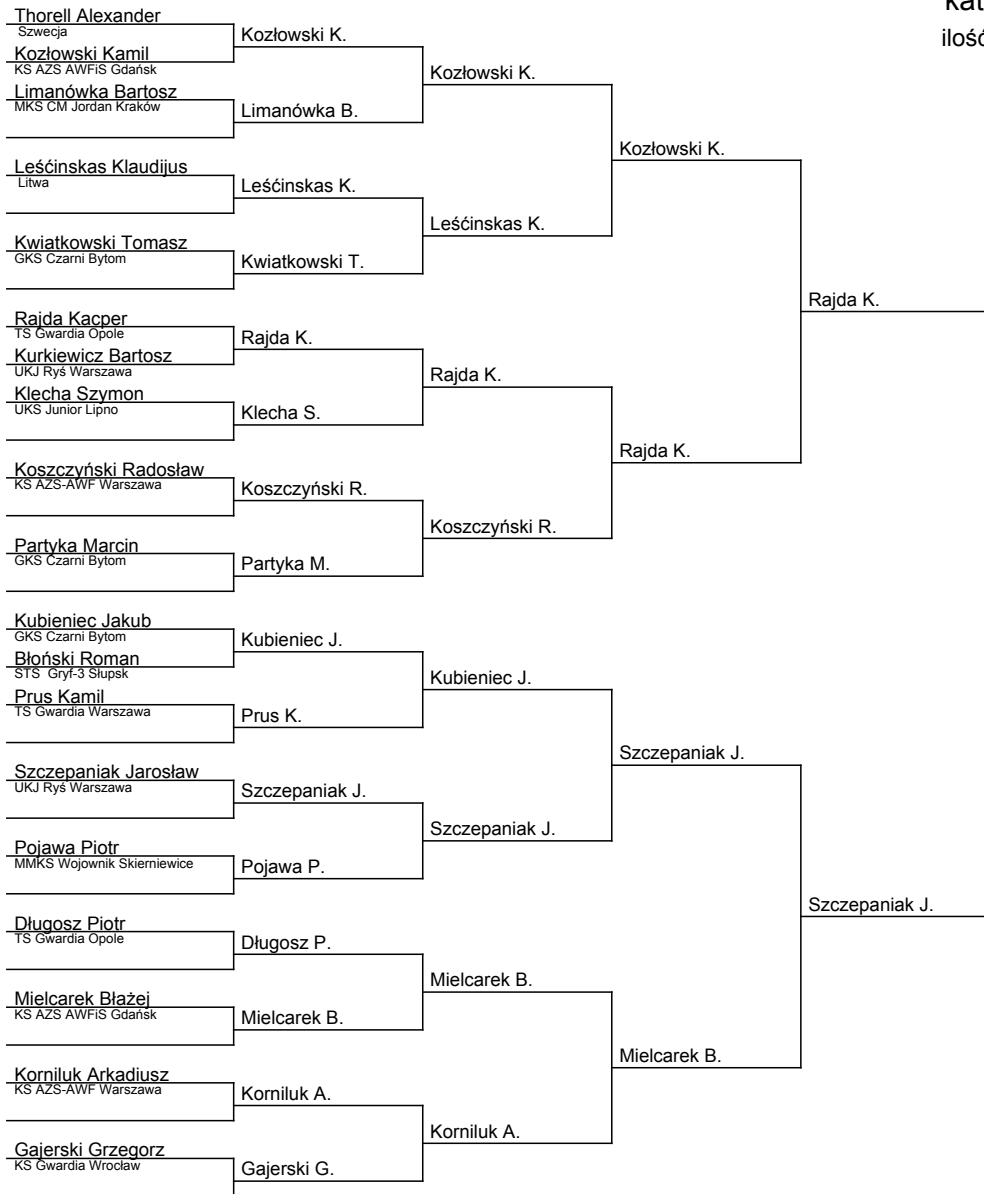 kat
ilość
Thorell Alexander
Szwecja
Kozłowski Kamil
KS AZS AWFiS Gdańsk
Limanówka Bartosz
MKS CM Jordan Kraków
Leśćinskas Klaudijus
Litwa
Kwiatkowski Tomasz
GKS Czarni Bytom
Rajda Kacper
TS Gwardia Opole
Kurkiewicz Bartosz
UKJ Ryś Warszawa
Klecha Szymon
UKS Junior Lipno
Koszczyński Radosław
KS AZS-AWF Warszawa
Partyka Marcin
GKS Czarni Bytom
Kubieniec Jakub
GKS Czarni Bytom
Błoński Roman
STS Gryf-3 Słupsk
Prus Kamil
TS Gwardia Warszawa
Szczepaniak Jarosław
UKJ Ryś Warszawa
Pojawa Piotr
MMKS Wojownik Skierniewice
Długosz Piotr
TS Gwardia Opole
Mielcarek Błażej
KS AZS AWFiS Gdańsk
Korniluk Arkadiusz
KS AZS-AWF Warszawa
Gajerski Grzegorz
KS Gwardia Wrocław
Kozłowski K.
Limanówka B.
Leśćinskas K.
Kwiatkowski T.
Rajda K.
Klecha S.
Koszczyński R.
Partyka M.
Kubieniec J.
Prus K.
Szczepaniak J.
Pojawa P.
Długosz P.
Mielcarek B.
Korniluk A.
Gajerski G.
Kozłowski K.
Leśćinskas K.
Rajda K.
Koszczyński R.
Kubieniec J.
Szczepaniak J.
Mielcarek B.
Korniluk A.
Kozłowski K.
Rajda K.
Szczepaniak J.
Mielcarek B.
Rajda K.
Szczepaniak J.